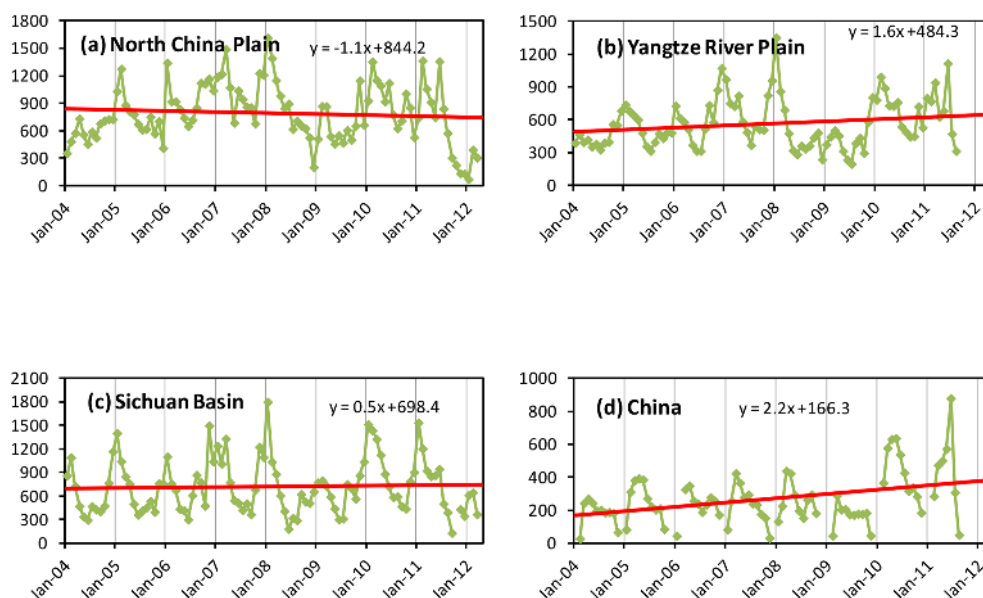 1800
1500
1200
900
600
300
0
(a) North China Plain
y = -1.1x+844.2
Jan-04
Jan-05
Jan-06
Jan-07
Jan-08
Jan-09
Jan-10
Jan-11
Jan-12
1500
1200
900
600
300
0
(b) Yangtze River Plain
y = 1.6x+484.3
Jan-04
Jan-05
Jan-06
Jan-07
Jan-08
Jan-09
Jan-10
Jan-11
Jan-12
2100
1800
1500
1200
900
600
300
0
(c) Sichuan Basin
y = 0.5x+698.4
Jan-04
Jan-05
Jan-06
Jan-07
Jan-08
Jan-09
Jan-10
Jan-11
Jan-12
1000
800
600
400
200
0
(d) China
y = 2.2x+166.3
Jan-04
Jan-05
Jan-06
Jan-07
Jan-08
Jan-09
Jan-10
Jan-11
Jan-12